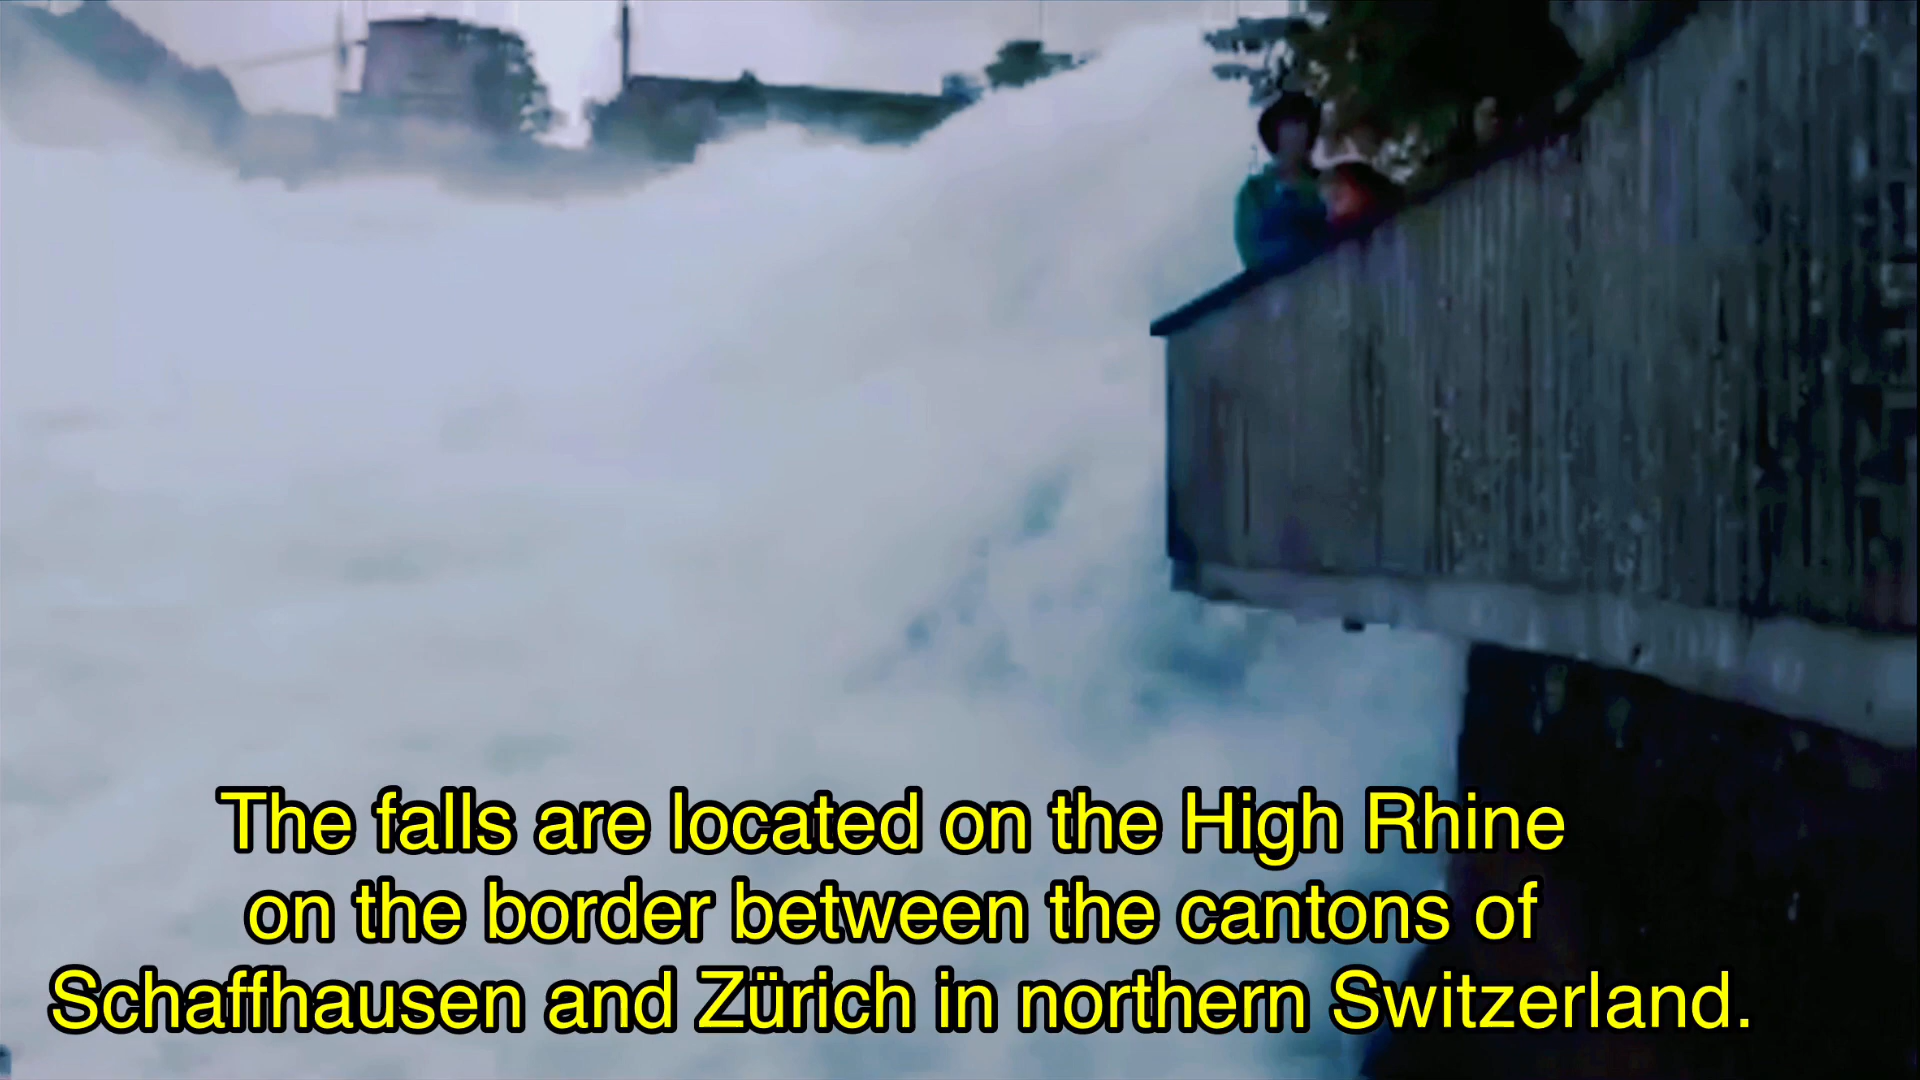 The falls are located on the High Rhine
on the border between the cantons of
Schaffhausen and Zürich in northern Switzerland.